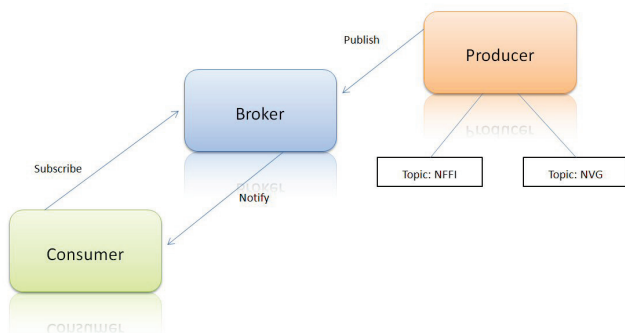 Publish
Producer
Broker
Subscribe
Topic: NFFI
Topic: NVG
Notify
Consumer